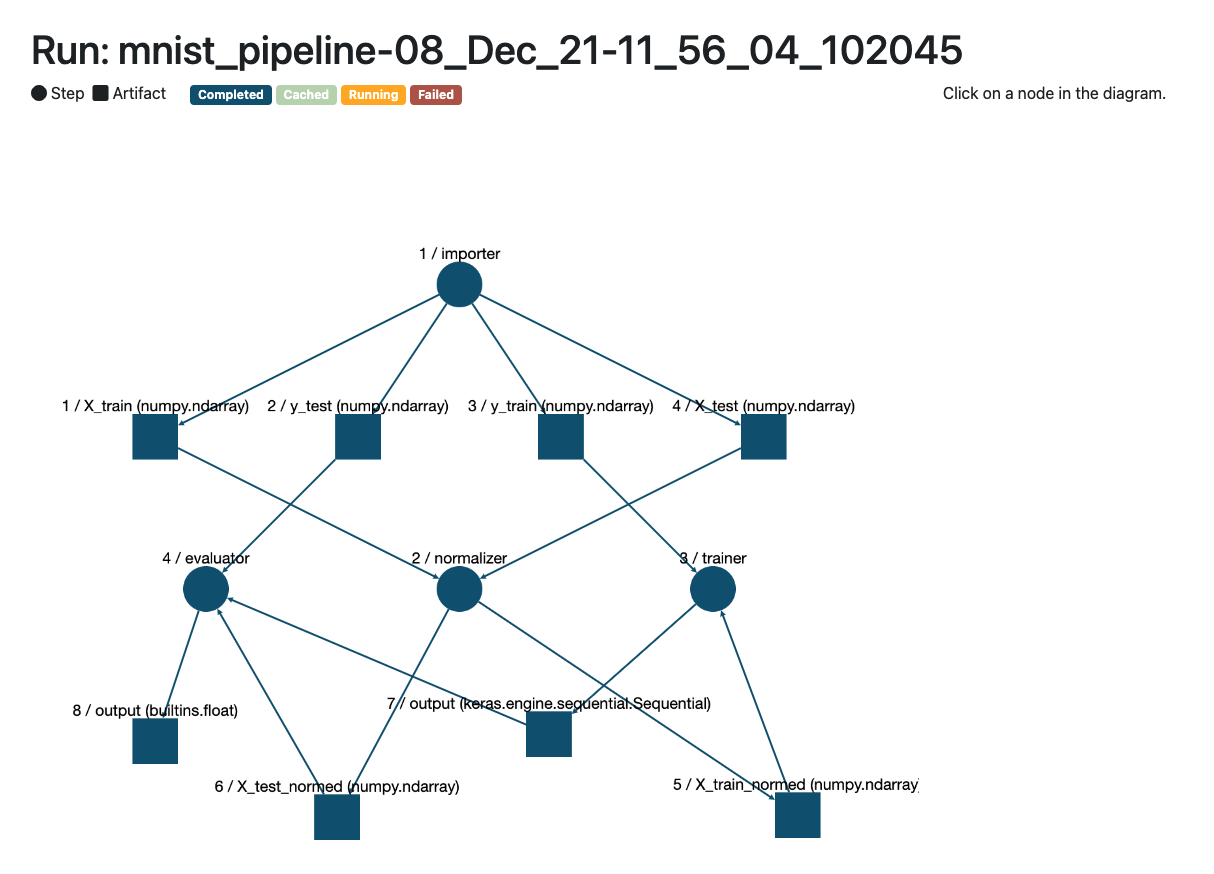 Run: mnist_pipeline-08_Dec_21-11_56_04_102045
Step Artifact Completed Cached Running Failed Click on a node in the diagram.
1 / importer
1 / X_train (numpy.ndarray) 2 / y_test (numpy.ndarray) 3 / y_train (numpy.ndarray) 4 / X_test (numpy.ndarray)
4 / evaluator 2 / normalizer 3 / trainer
7 / output (keras.engine.sequential.Sequential)
8 / output (builtins.float)
5 / X_train_normed (numpy.ndarray
6 / X_test_normed (numpy.ndarray)